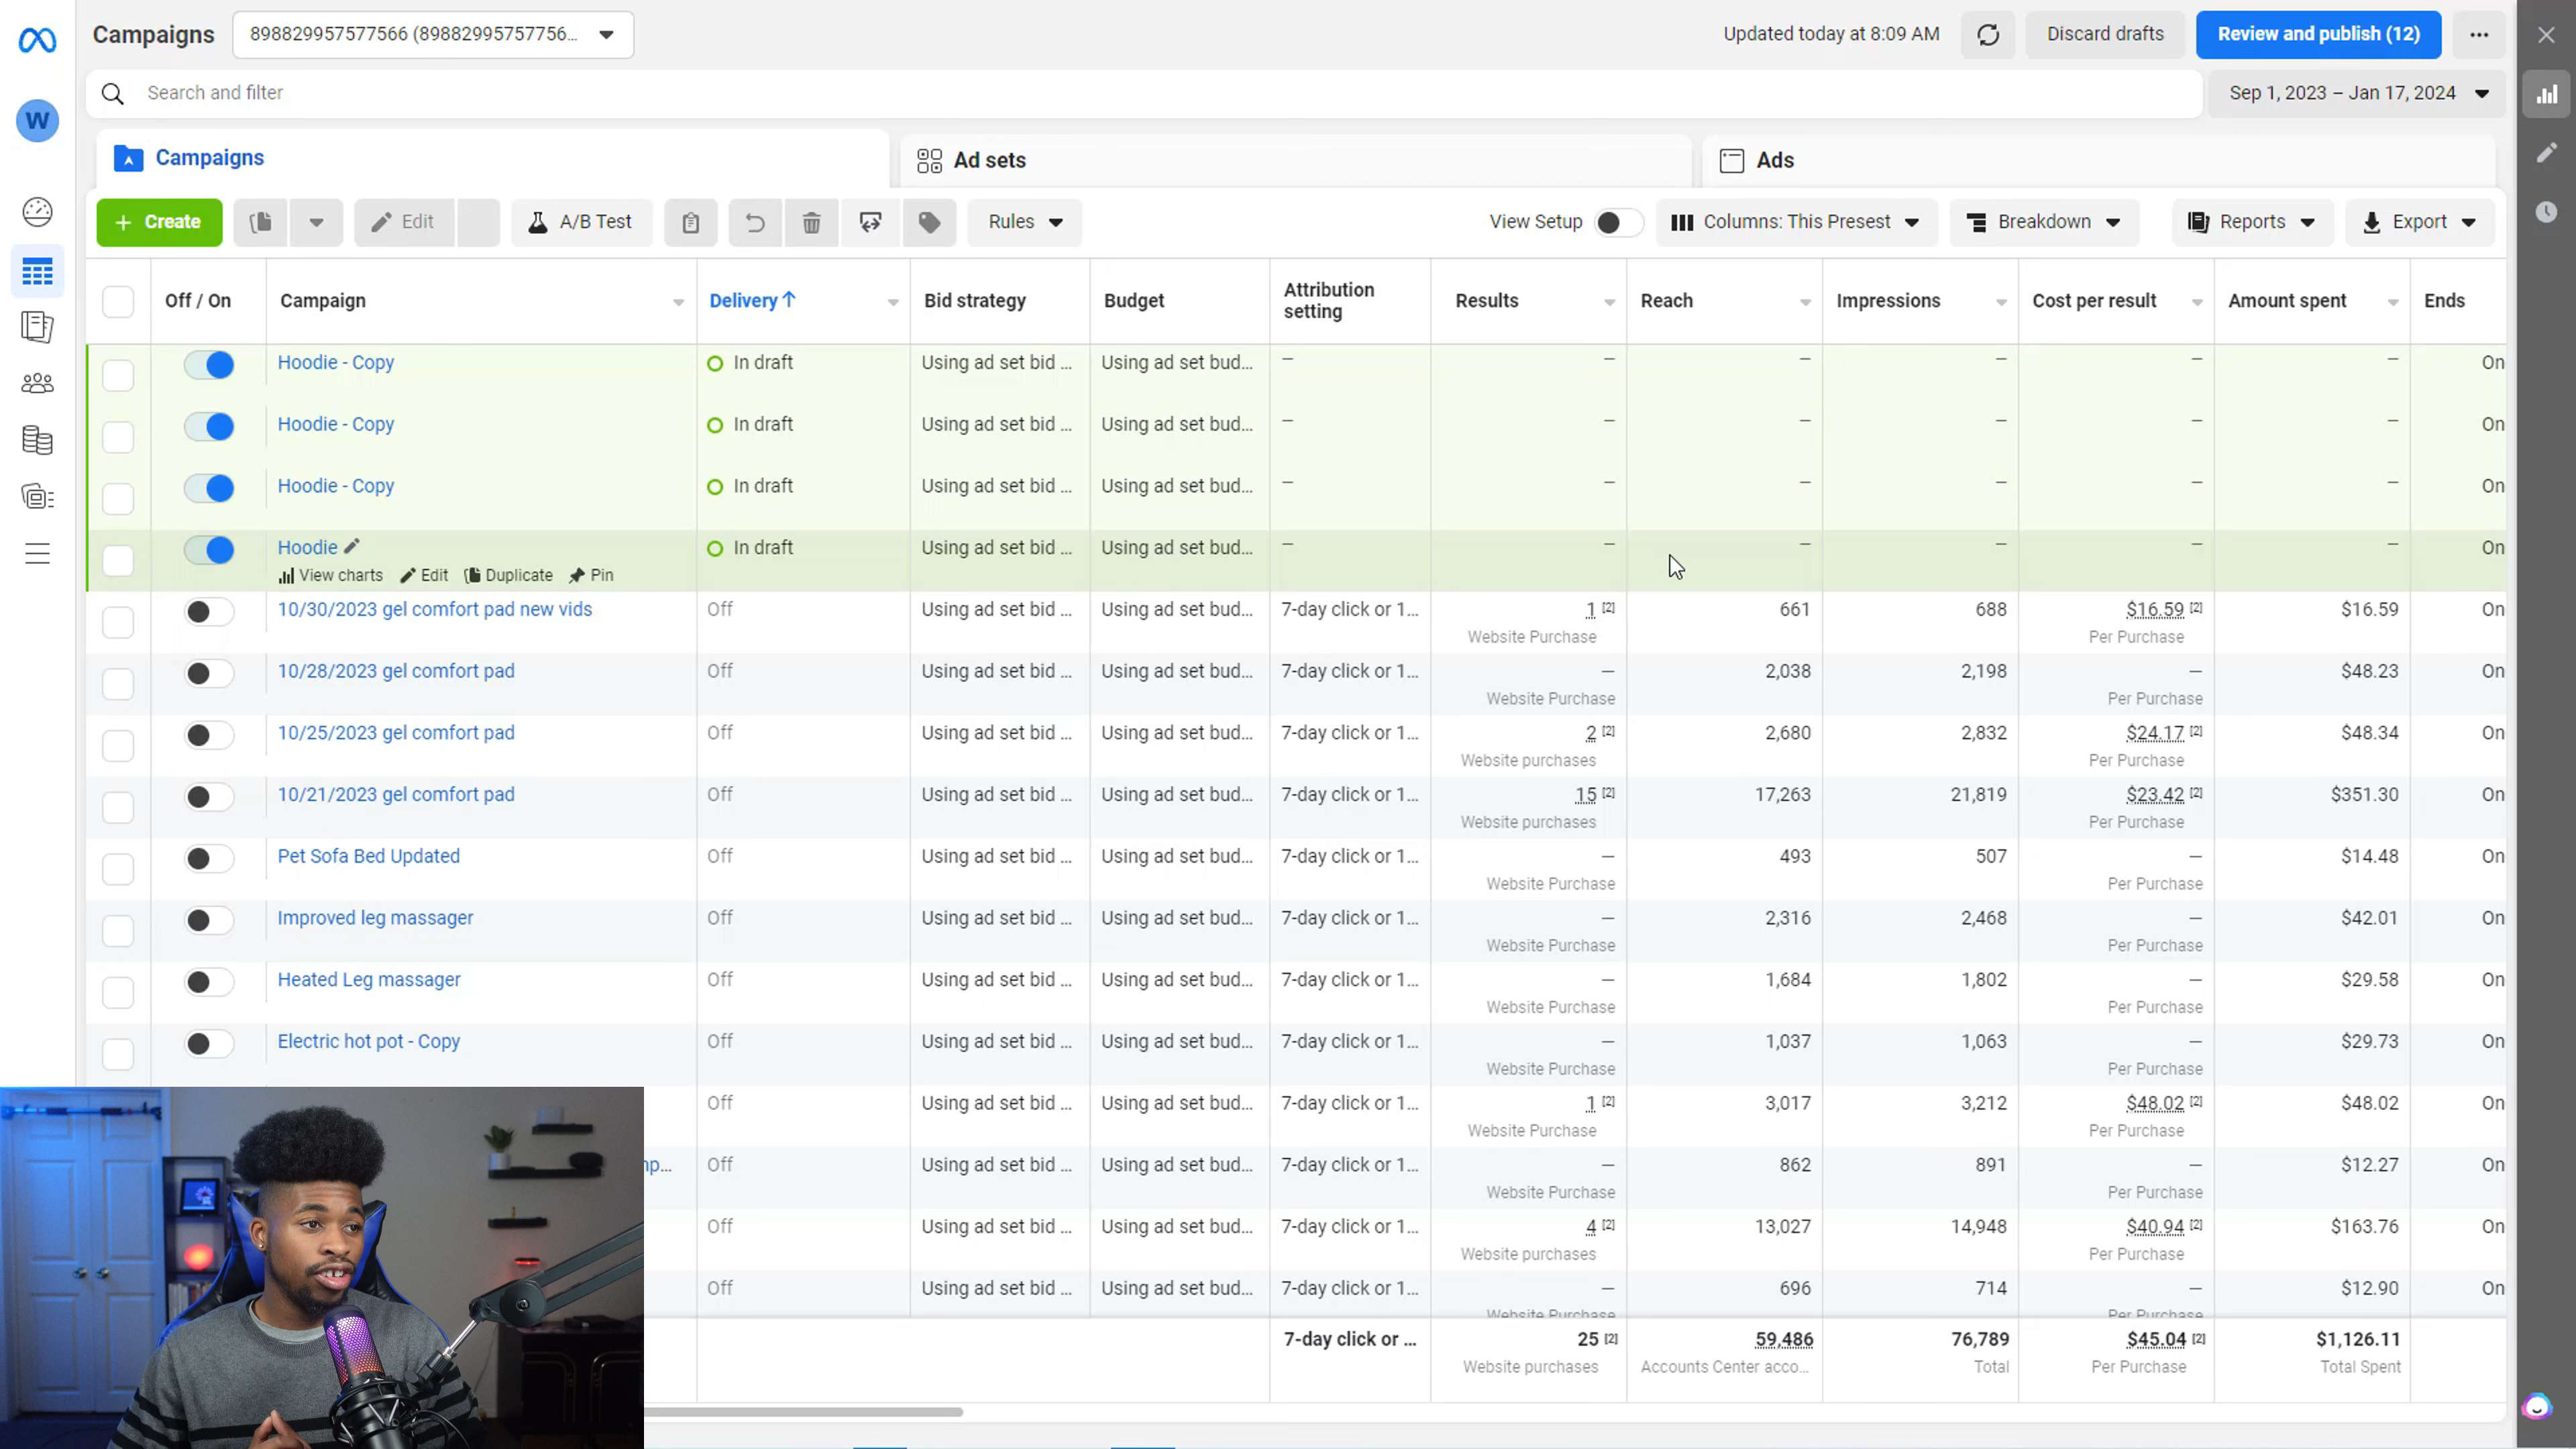 Campaigns 898829957577566 (89882995757756... Updated today at 8:09 AM Discard drafts Review and publish (12)
W
Search and filter Sep 1, 2023 – Jan 17, 2024
Campaigns Ad sets Ads
+ Create Edit A/B Test Rules View Setup Columns: This Presest Breakdown Reports Export
Off / On Campaign Delivery ↑ Bid strategy Budget Attribution setting Results Reach Impressions Cost per result Amount spent Ends
Hoodie - Copy In draft Using ad set bid ... Using ad set bud... — — — — — — On
Hoodie - Copy In draft Using ad set bid ... Using ad set bud... — — — — — — On
Hoodie - Copy In draft Using ad set bid ... Using ad set bud... — — — — — — On
Hoodie In draft Using ad set bid ... Using ad set bud... — — — — — — On
View charts Edit Duplicate Pin
10/30/2023 gel comfort pad new vids Off Using ad set bid ... Using ad set bud... 7-day click or 1... 1 [2] 661 688 $16.59 [2] $16.59 On
Website Purchase Per Purchase
10/28/2023 gel comfort pad Off Using ad set bid ... Using ad set bud... 7-day click or 1... — 2,038 2,198 — $48.23 On
Website Purchase Per Purchase
10/25/2023 gel comfort pad Off Using ad set bid ... Using ad set bud... 7-day click or 1... 2 [2] 2,680 2,832 $24.17 [2] $48.34 On
Website purchases Per Purchase
10/21/2023 gel comfort pad Off Using ad set bid ... Using ad set bud... 7-day click or 1... 15 [2] 17,263 21,819 $23.42 [2] $351.30 On
Website purchases Per Purchase
Pet Sofa Bed Updated Off Using ad set bid ... Using ad set bud... 7-day click or 1... — 493 507 — $14.48 On
Website Purchase Per Purchase
Improved leg massager Off Using ad set bid ... Using ad set bud... 7-day click or 1... — 2,316 2,468 — $42.01 On
Website Purchase Per Purchase
Heated Leg massager Off Using ad set bid ... Using ad set bud... 7-day click or 1... — 1,684 1,802 — $29.58 On
Website Purchase Per Purchase
Electric hot pot - Copy Off Using ad set bid ... Using ad set bud... 7-day click or 1... — 1,037 1,063 — $29.73 On
Website Purchase Per Purchase
Off Using ad set bid ... Using ad set bud... 7-day click or 1... 1 [2] 3,017 3,212 $48.02 [2] $48.02 On
Website Purchase Per Purchase
np... Off Using ad set bid ... Using ad set bud... 7-day click or 1... — 862 891 — $12.27 On
Website Purchase Per Purchase
Off Using ad set bid ... Using ad set bud... 7-day click or 1... 4 [2] 13,027 14,948 $40.94 [2] $163.76 On
Website purchases Per Purchase
Off Using ad set bid ... Using ad set bud... 7-day click or 1... — 696 714 — $12.90 On
Website Purchase Per Purchase
7-day click or ... 25 [2] 59,486 76,789 $45.04 [2] $1,126.11
Website purchases Accounts Center acco... Total Per Purchase Total Spent